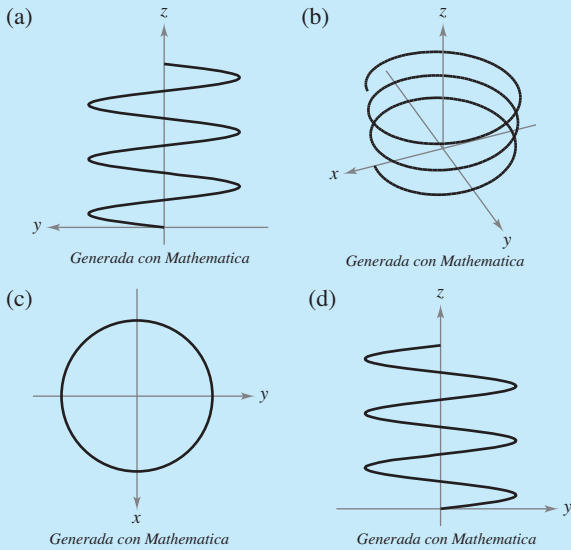 (a)
z
y
Generada con Mathematica
(b)
z
x
y
Generada con Mathematica
(c)
y
x
Generada con Mathematica
(d)
z
y
Generada con Mathematica